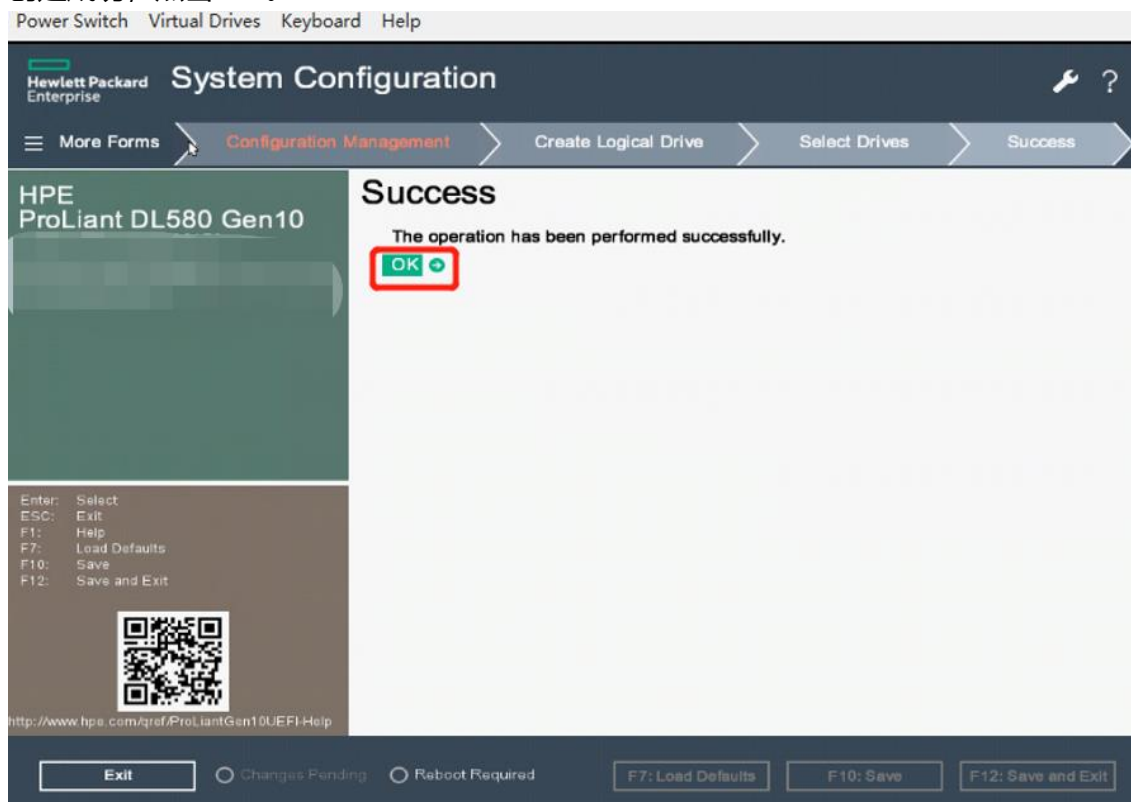 Power Switch Virtual Drives Keyboard Help
Hewlett Packard
Enterprise
System Configuration
?
More Forms Configuration Management Create Logical Drive Select Drives Success
HPE
ProLiant DL580 Gen10
Success
The operation has been performed successfully.
OK
Enter: Select
ESC: Exit
F1: Help
F7: Load Defaults
F10: Save
F12: Save and Exit
http://www.hpe.com/qref/ProLiantGen10UEFI-Help
Exit Changes Pending Reboot Required F7: Load Defaults F10: Save F12: Save and Exit